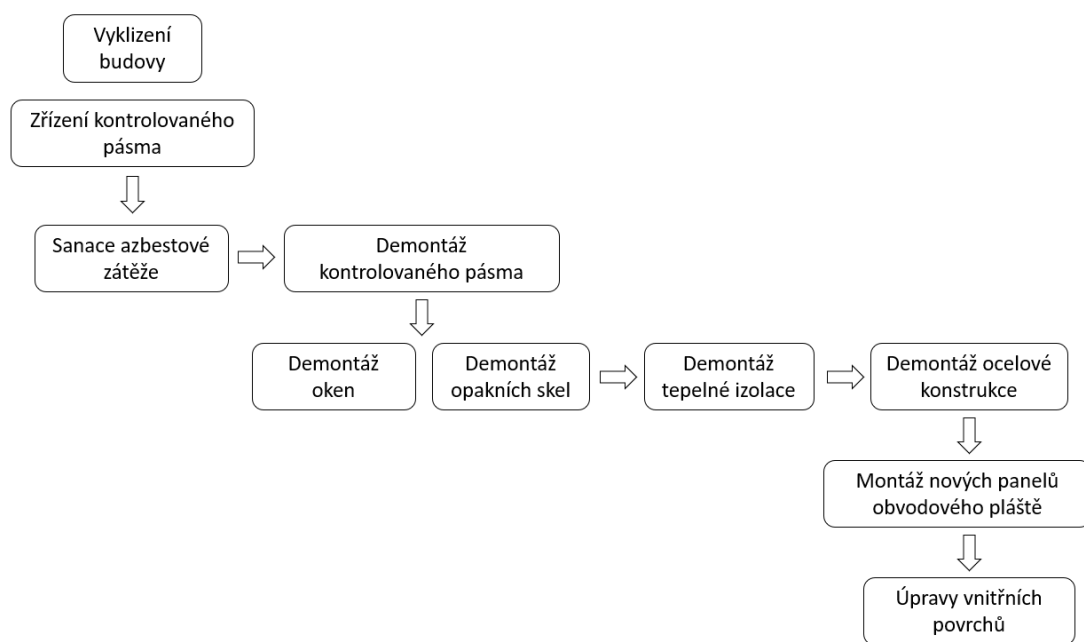 Vyklizení
budovy
Zřízení kontrolovaného
pásma
Sanace azbestové
zátěže
Demontáž
kontrolovaného pásma
Demontáž
oken
Demontáž
opakních skel
Demontáž
tepelné izolace
Demontáž ocelové
konstrukce
Montáž nových panelů
obvodového pláště
Úpravy vnitřních
povrchů